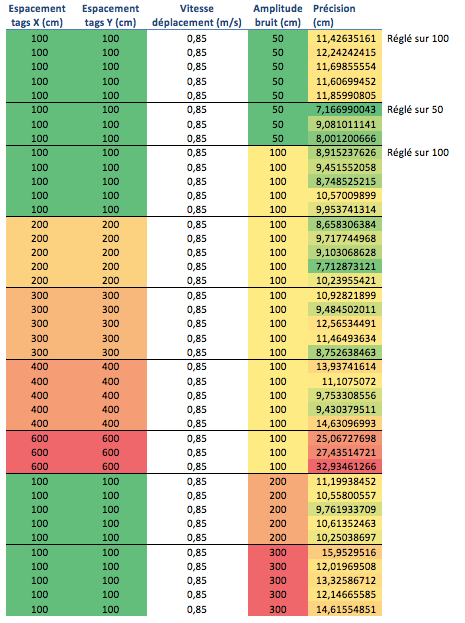 Espacement tags X (cm) Espacement tags Y (cm) Vitesse déplacement (m/s) Amplitude bruit (cm) Précision (cm)
100 100 0,85 50 11,42635161 Réglé sur 100
100 100 0,85 50 12,24242415
100 100 0,85 50 11,69855554
100 100 0,85 50 11,60699452
100 100 0,85 50 11,85990805
100 100 0,85 50 7,166990043 Réglé sur 50
100 100 0,85 50 9,081011141
100 100 0,85 50 8,001200666
100 100 0,85 100 8,915237626 Réglé sur 100
100 100 0,85 100 9,451552058
100 100 0,85 100 8,748525215
100 100 0,85 100 10,57009899
100 100 0,85 100 9,953741314
200 200 0,85 100 8,658306384
200 200 0,85 100 9,717744968
200 200 0,85 100 9,103068628
200 200 0,85 100 7,712873121
200 200 0,85 100 10,23955421
300 300 0,85 100 10,92821899
300 300 0,85 100 9,484502011
300 300 0,85 100 12,56534491
300 300 0,85 100 11,46493634
300 300 0,85 100 8,752638463
400 400 0,85 100 13,93741614
400 400 0,85 100 11,1075072
400 400 0,85 100 9,753308556
400 400 0,85 100 9,430379511
400 400 0,85 100 14,63096993
600 600 0,85 100 25,06727698
600 600 0,85 100 27,43514721
600 600 0,85 100 32,93461266
100 100 0,85 200 11,19938452
100 100 0,85 200 10,55800557
100 100 0,85 200 9,761933709
100 100 0,85 200 10,61352463
100 100 0,85 200 10,25038697
100 100 0,85 300 15,9529516
100 100 0,85 300 12,01969508
100 100 0,85 300 13,32586712
100 100 0,85 300 12,14665585
100 100 0,85 300 14,61554851